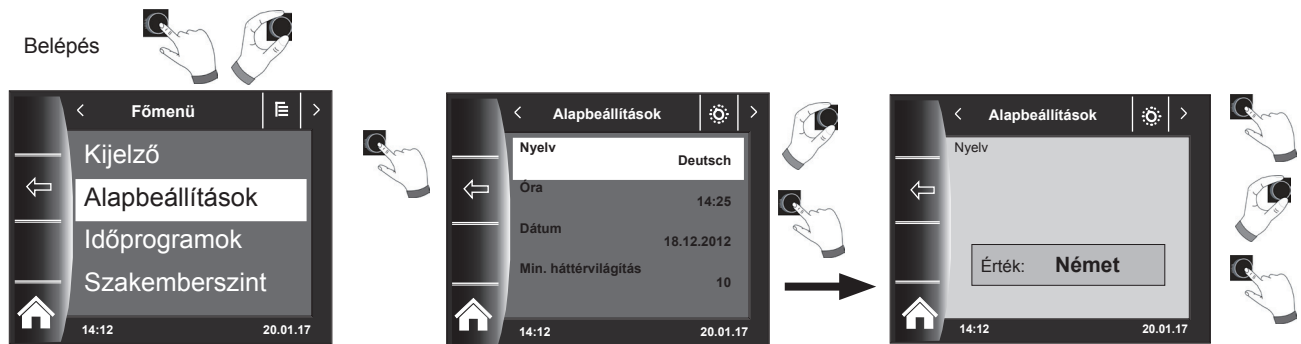 Belépés
Főmenü
Kijelző
Alapbeállítások
Időprogramok
Szakemberszint
14:12 20.01.17
Alapbeállítások
Nyelv
Deutsch
Óra
14:25
Dátum
18.12.2012
Min. háttérvilágítás
10
14:12 20.01.17
Alapbeállítások
Nyelv
Érték: Német
14:12 20.01.17